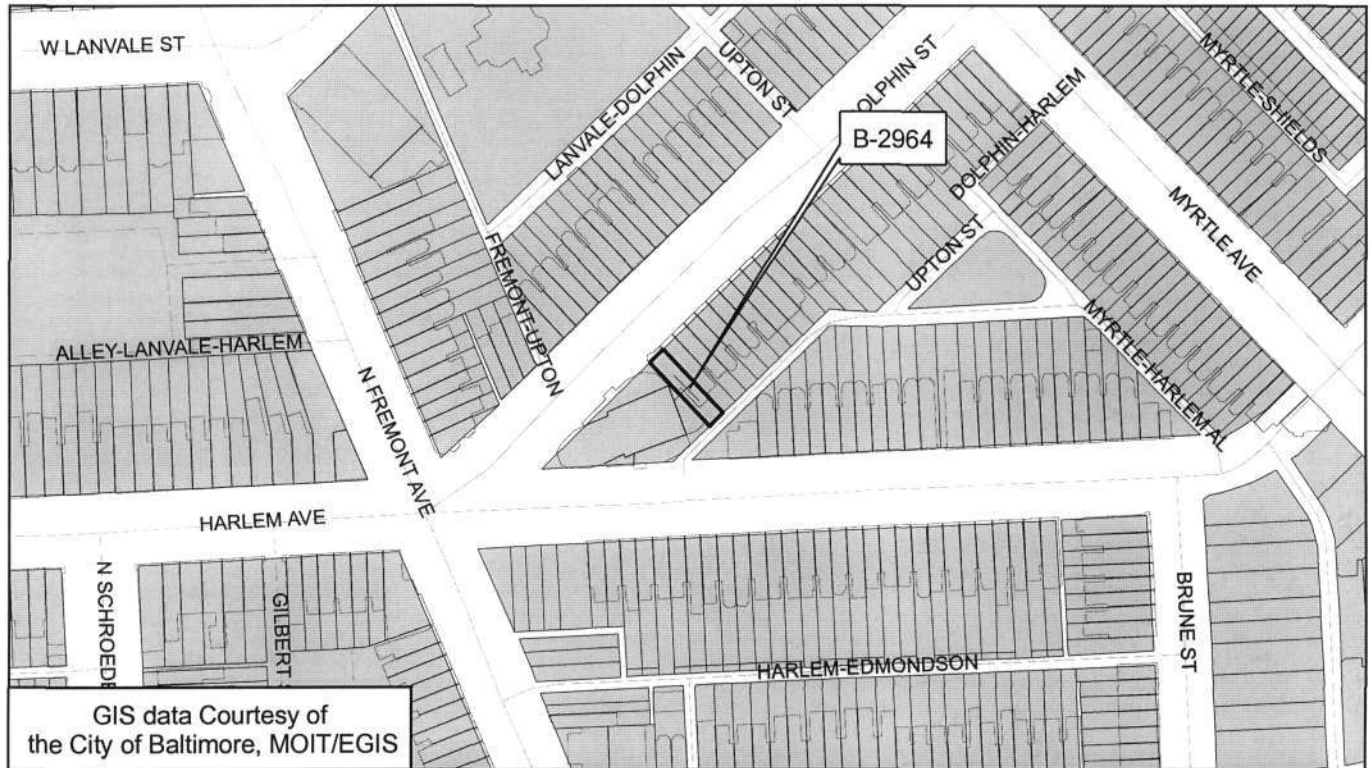 W LANVALE ST
UPTON ST
DOLPHIN ST
MYRTLE-SHIELDS
LANVALE-DOLPHIN
B-2964
DOLPHIN-HARLEM
MYRTLE AVE
FREMONT-UPTON
UPTON ST
ALLEY-LANVALE-HARLEM
N FREMONT AVE
MYRTLE-HARLEM AL
HARLEM AVE
N SCHROEDE
GILBERT
BRUNE ST
HARLEM-EDMONDSON
GIS data Courtesy of
the City of Baltimore, MOIT/EGIS